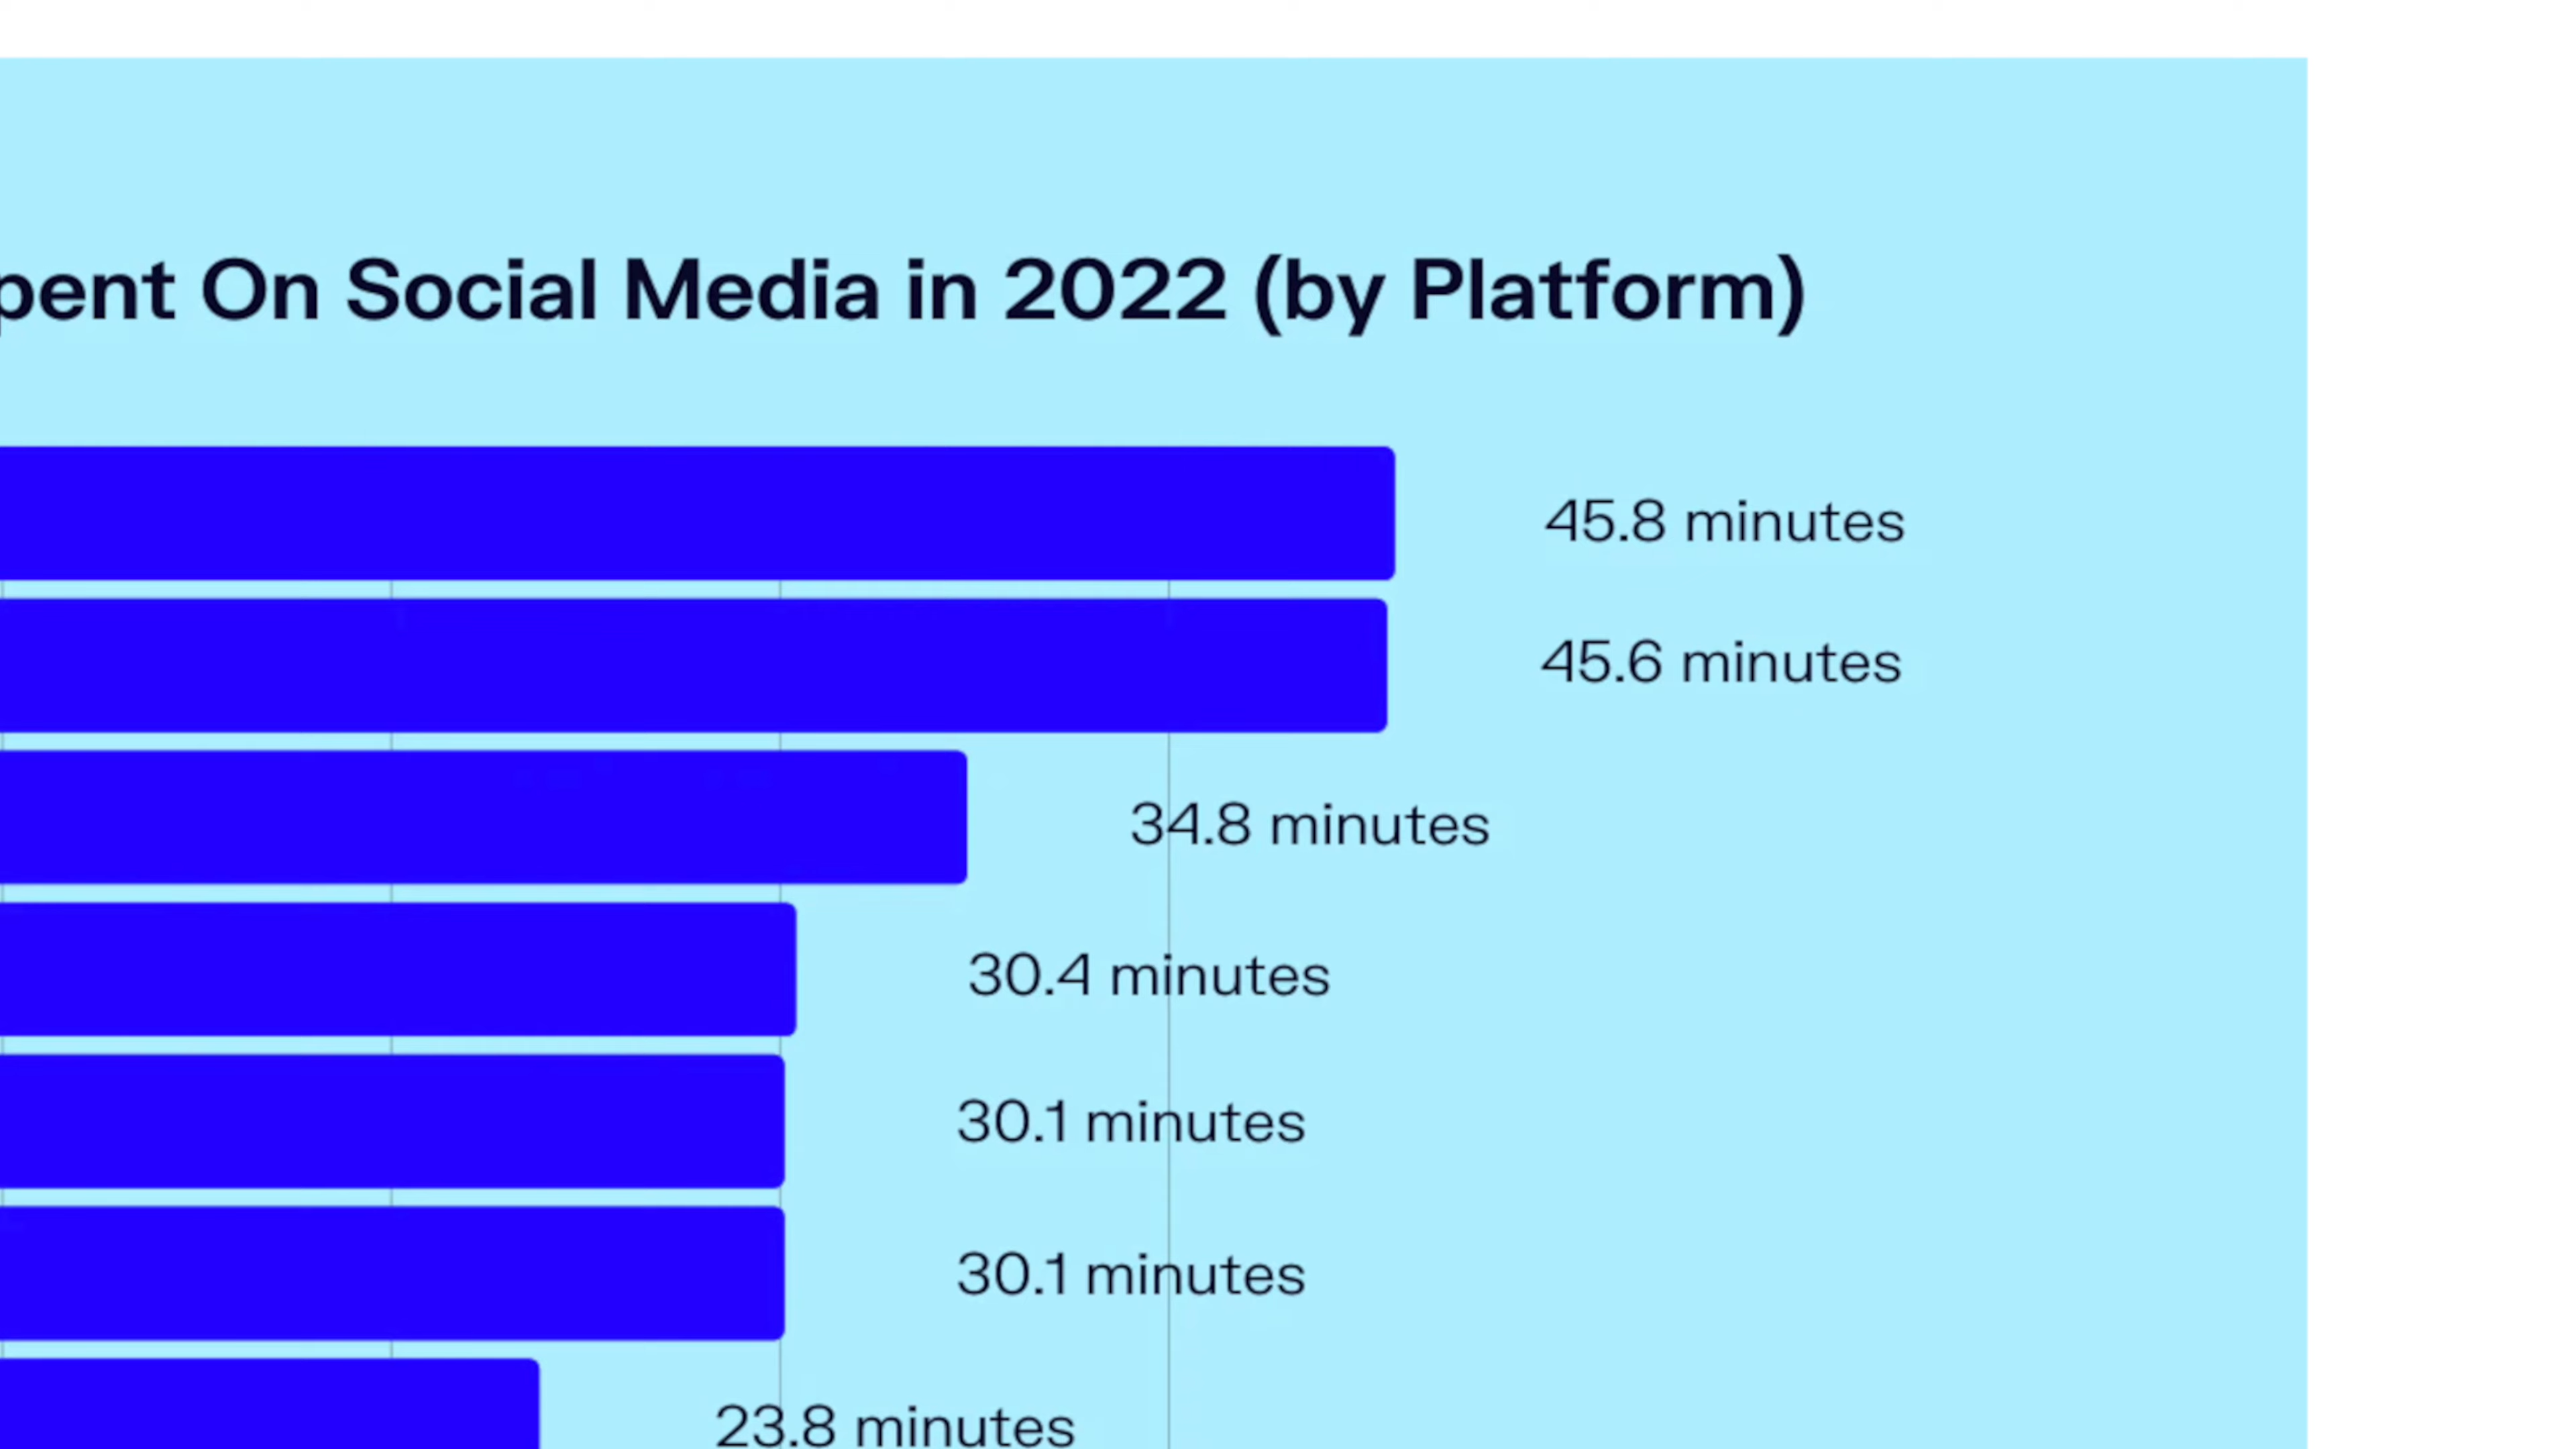 pent On Social Media in 2022 (by Platform)
45.8 minutes
45.6 minutes
34.8 minutes
30.4 minutes
30.1 minutes
30.1 minutes
23.8 minutes